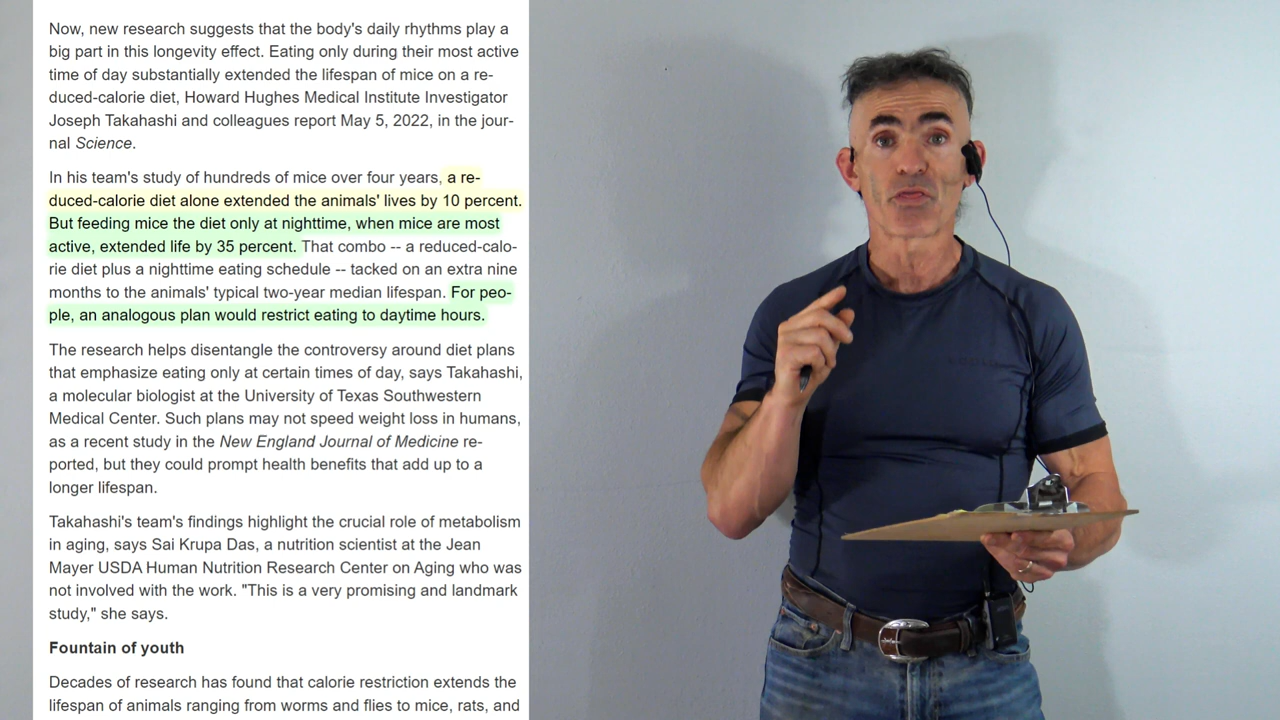 Now, new research suggests that the body's daily rhythms play a
big part in this longevity effect. Eating only during their most active
time of day substantially extended the lifespan of mice on a re-
duced-calorie diet, Howard Hughes Medical Institute Investigator
Joseph Takahashi and colleagues report May 5, 2022, in the jour-
nal Science.
In his team's study of hundreds of mice over four years, a re-
duced-calorie diet alone extended the animals' lives by 10 percent.
But feeding mice the diet only at nighttime, when mice are most
active, extended life by 35 percent. That combo -- a reduced-calo-
rie diet plus a nighttime eating schedule -- tacked on an extra nine
months to the animals' typical two-year median lifespan. For peo-
ple, an analogous plan would restrict eating to daytime hours.
The research helps disentangle the controversy around diet plans
that emphasize eating only at certain times of day, says Takahashi,
a molecular biologist at the University of Texas Southwestern
Medical Center. Such plans may not speed weight loss in humans,
as a recent study in the New England Journal of Medicine re-
ported, but they could prompt health benefits that add up to a
longer lifespan.
Takahashi's team's findings highlight the crucial role of metabolism
in aging, says Sai Krupa Das, a nutrition scientist at the Jean
Mayer USDA Human Nutrition Research Center on Aging who was
not involved with the work. "This is a very promising and landmark
study," she says.
Fountain of youth
Decades of research has found that calorie restriction extends the
lifespan of animals ranging from worms and flies to mice, rats, and